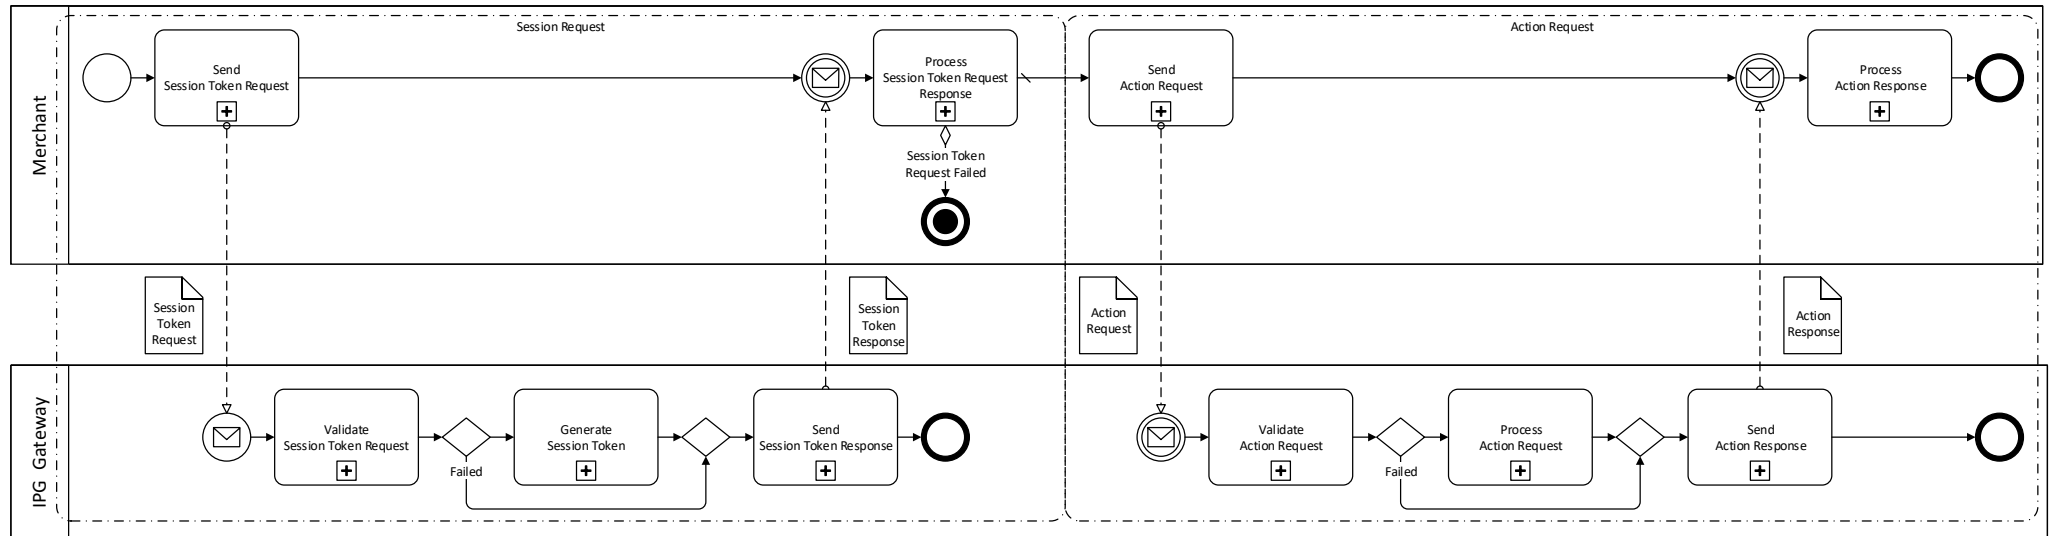 Session Request
Action Request
Merchant
Send
Session Token Request
Process
Session Token Request
Response
Session Token
Request Failed
Send
Action Request
Process
Action Response
Session
Token
Request
Session
Token
Response
Action
Request
Action
Response
IPG Gateway
Validate
Session Token Request
Failed
Generate
Session Token
Send
Session Token Response
Validate
Action Request
Failed
Process
Action Request
Send
Action Response